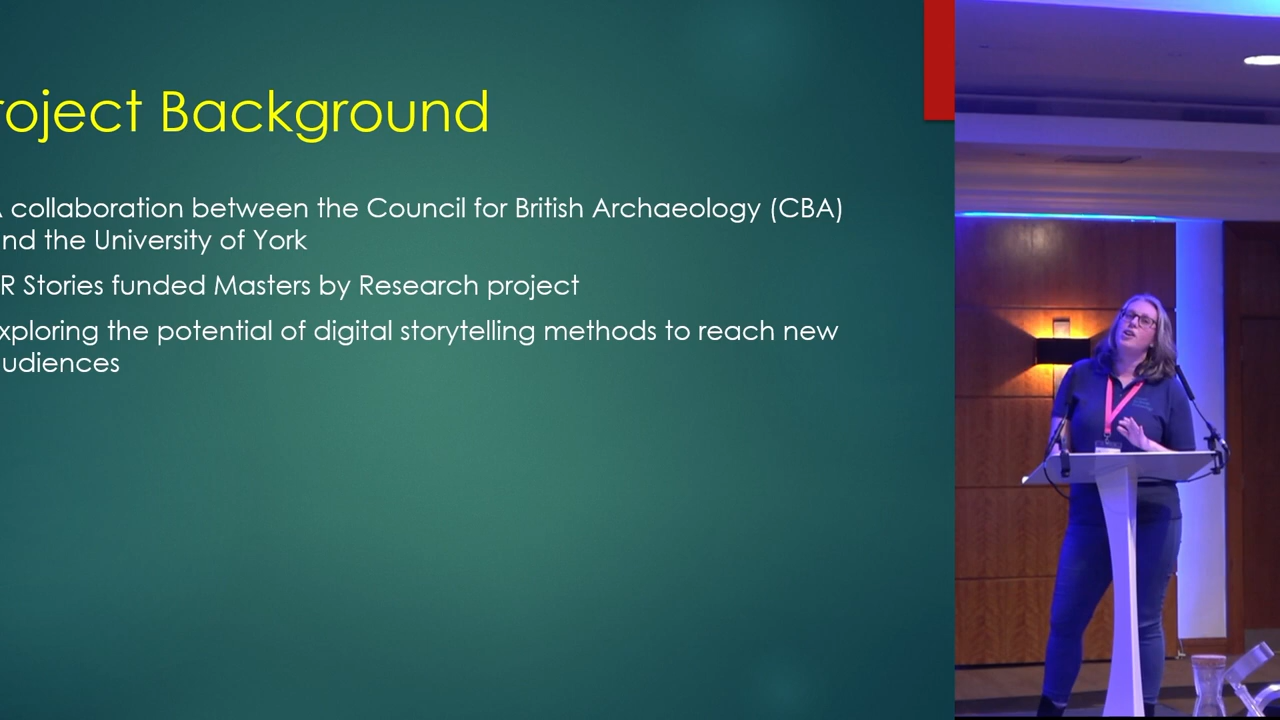 roject Background
A collaboration between the Council for British Archaeology (CBA)
nd the University of York
R Stories funded Masters by Research project
xploring the potential of digital storytelling methods to reach new
udiences